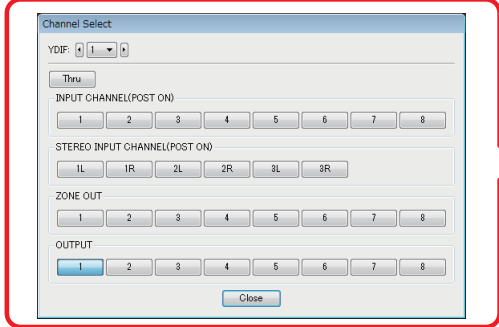 Channel Select
YDIF: 1
Thru
INPUT CHANNEL(POST ON)
1 2 3 4 5 6 7 8
STEREO INPUT CHANNEL(POST ON)
1L 1R 2L 2R 3L 3R
ZONE OUT
1 2 3 4 5 6 7 8
OUTPUT
1 2 3 4 5 6 7 8
Close